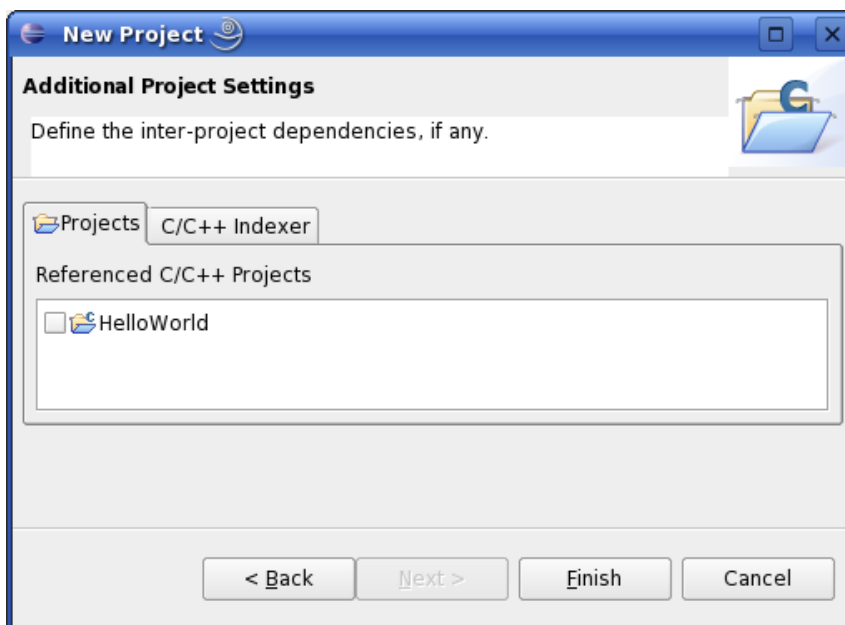 New Project
Additional Project Settings
Define the inter-project dependencies, if any.
Projects C/C++ Indexer
Referenced C/C++ Projects
HelloWorld
< Back Next > Finish Cancel